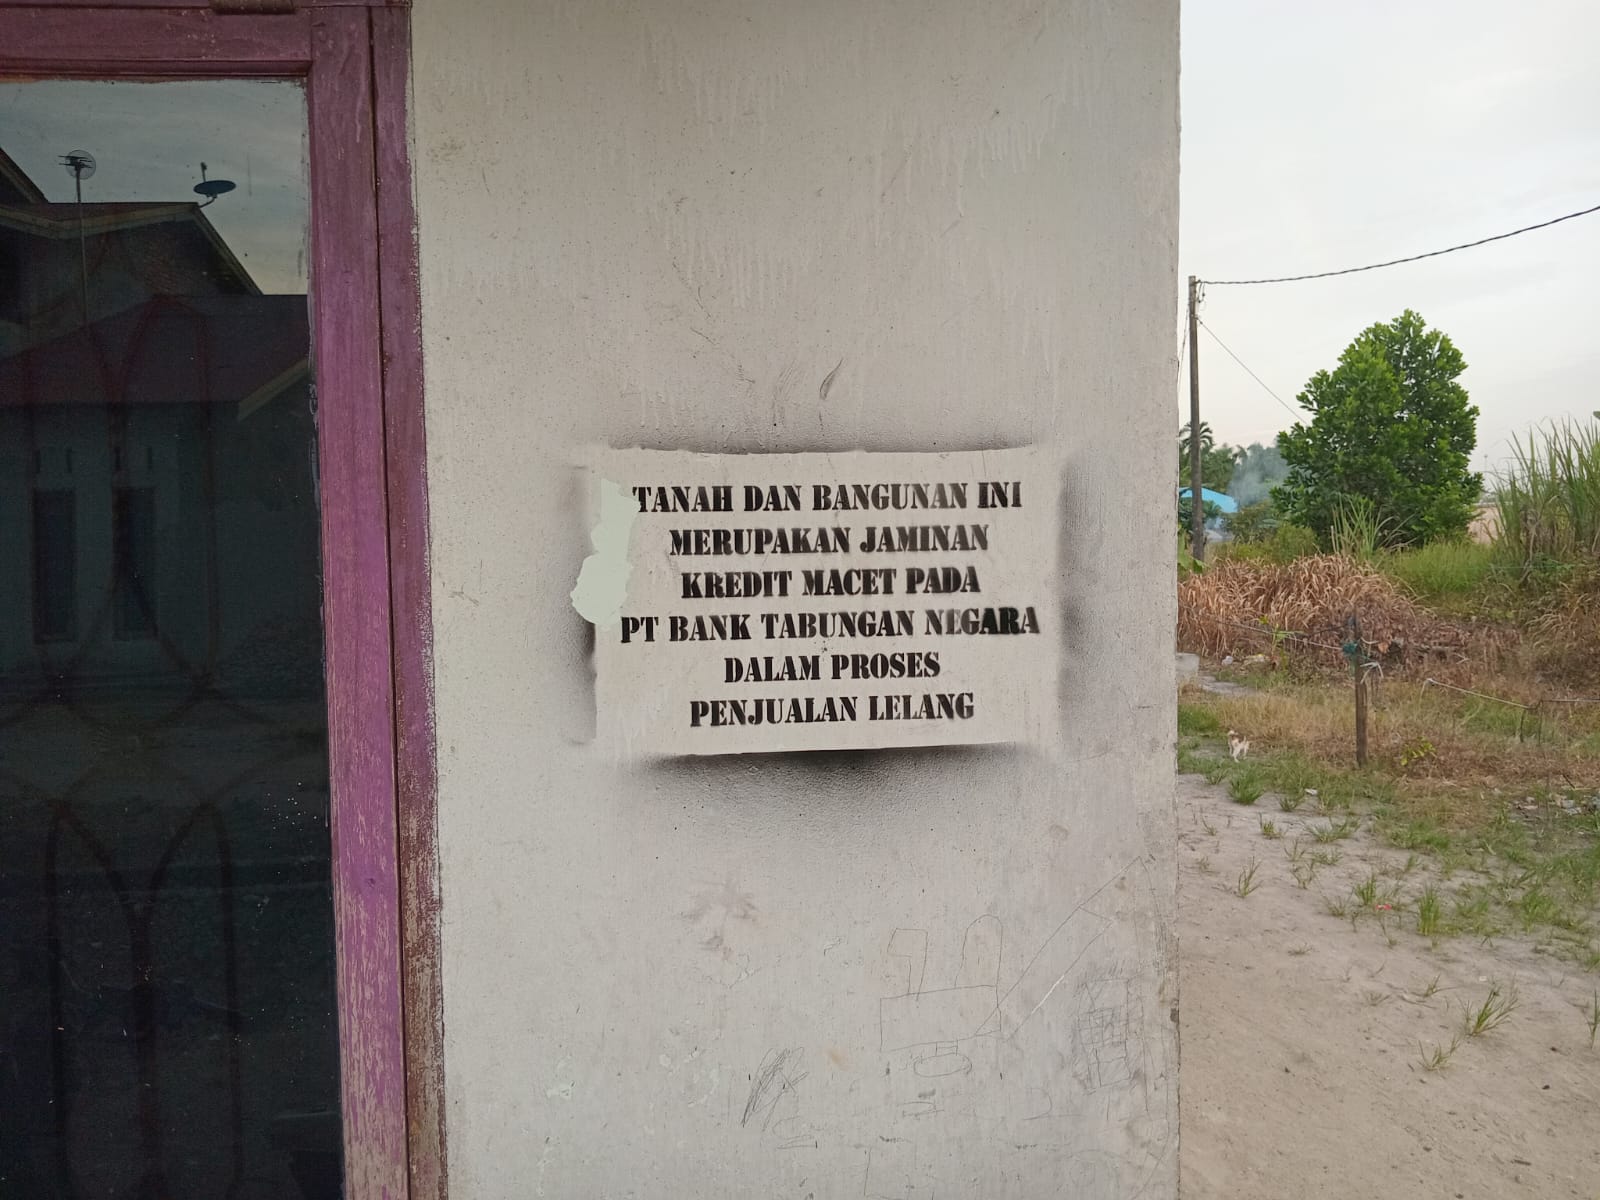 TANAH DAN BANGUNAN INI
MERUPAKAN JAMINAN
KREDIT MACET PADA
PT BANK TABUNGAN NEGARA
DALAM PROSES
PENJUALAN LELANG